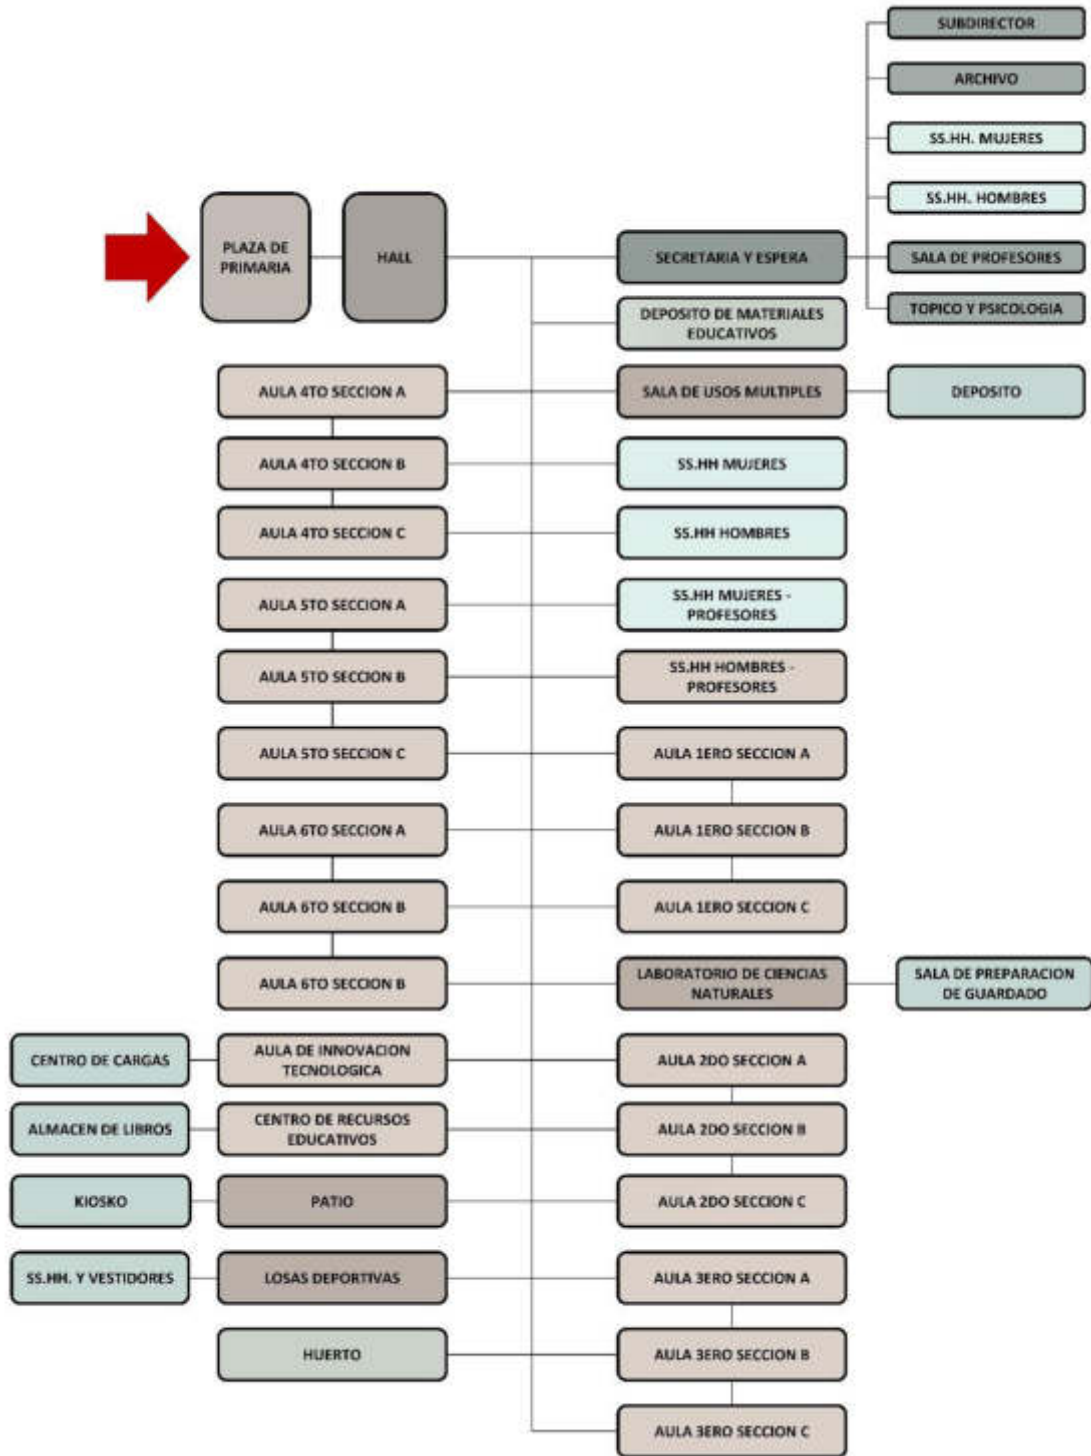 SUBDIRECTOR
ARCHIVO
SS.HH. MUJERES
SS.HH. HOMBRES
PLAZA DE
PRIMARIA
HALL
SECRETARIA Y ESPERA
SALA DE PROFESORES
TOPICO Y PSICOLOGIA
DEPOSITO DE MATERIALES
EDUCATIVOS
AULA 4TO SECCION A
SALA DE USOS MULTIPLES
DEPOSITO
AULA 4TO SECCION B
SS.HH MUJERES
AULA 4TO SECCION C
SS.HH HOMBRES
AULA 5TO SECCION A
SS.HH MUJERES -
PROFESORES
AULA 5TO SECCION B
SS.HH HOMBRES -
PROFESORES
AULA 5TO SECCION C
AULA 1ERO SECCION A
AULA 6TO SECCION A
AULA 1ERO SECCION B
AULA 6TO SECCION B
AULA 1ERO SECCION C
AULA 6TO SECCION B
LABORATORIO DE CIENCIAS
NATURALES
SALA DE PREPARACION
DE GUARDADO
CENTRO DE CARGAS
AULA DE INNOVACION
TECNOLOGICA
AULA 2DO SECCION A
ALMACEN DE LIBROS
CENTRO DE RECURSOS
EDUCATIVOS
AULA 2DO SECCION B
KIOSKO
PATIO
AULA 2DO SECCION C
SS.HH. Y VESTIDORES
LOSAS DEPORTIVAS
AULA 3ERO SECCION A
HUERTO
AULA 3ERO SECCION B
AULA 3ERO SECCION C